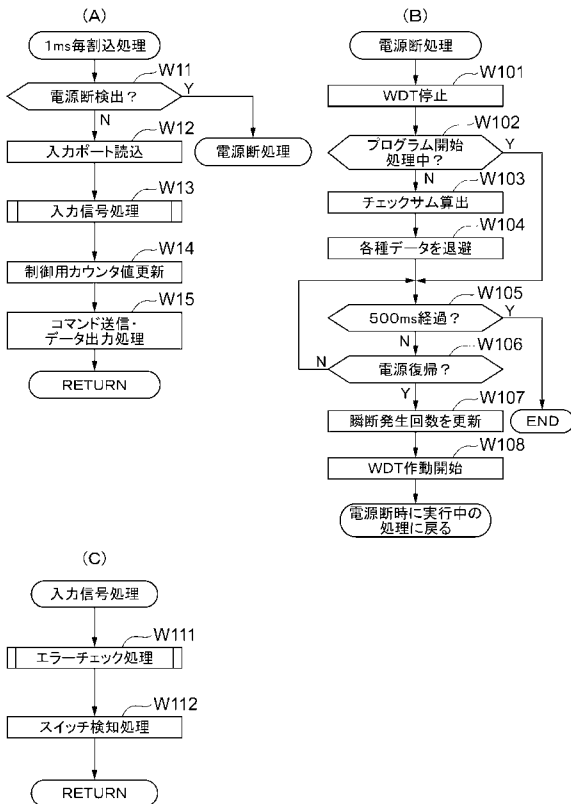 (A)
1ms毎割込処理
W11
電源断検出?
Y
N
W12
電源断処理
入力ポート読込
W13
入力信号処理
W14
制御用カウンタ値更新
W15
コマンド送信・
データ出力処理
RETURN
(B)
電源断処理
W101
WDT停止
W102
プログラム開始
処理中?
Y
N
W103
チェックサム算出
W104
各種データを退避
W105
500ms経過?
Y
N
W106
N
電源復帰?
Y
W107
瞬断発生回数を更新
END
W108
WDT作動開始
電源断時に実行中の
処理に戻る
(C)
入力信号処理
W111
エラーチェック処理
W112
スイッチ検知処理
RETURN